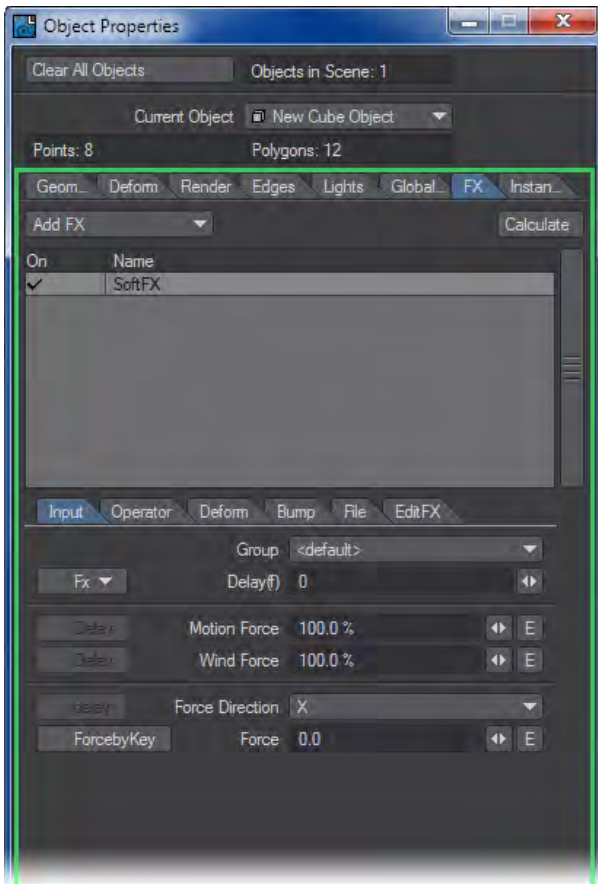 Object Properties
Clear All Objects Objects in Scene: 1
Current Object New Cube Object
Points: 8 Polygons: 12
Geom... Deform Render Edges Lights Global... FX Instan...
Add FX Calculate
On Name
SoftFX
Input Operator Deform Bump File EditFX
Group <default>
Fx Delay(f) 0
Delay Motion Force 100.0 % E
Delay Wind Force 100.0 % E
delay Force Direction X
ForcebyKey Force 0.0 E